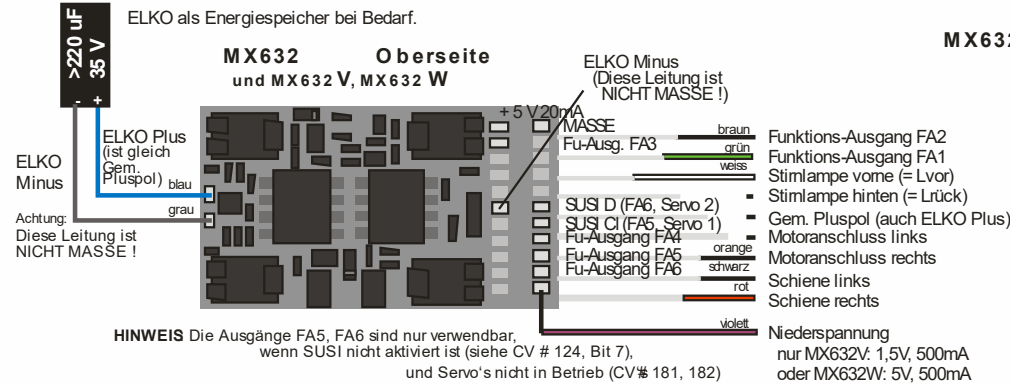 ELKO als Energiespeicher bei Bedarf.
>220 uF
35 V
- +
MX632 Oberseite
und MX632V, MX632W
MX632
ELKO Minus
(Diese Leitung ist
NICHT MASSE !)
+ 5 V 20mA
MASSE
Fu-Ausg. FA3
ELKO Plus
(ist gleich
Gem.
Pluspol)
blau
ELKO
Minus
grau
Achtung:
Diese Leitung ist
NICHT MASSE !
SUSI D (FA6, Servo 2)
SUSI Cl (FA5, Servo 1)
Fu-Ausgang FA4
Fu-Ausgang FA5
Fu-Ausgang FA6
braun Funktions-Ausgang FA2
grün Funktions-Ausgang FA1
weiss Stirnlampe vorne (= Lvor)
Stirnlampe hinten (= Lrück)
Gem. Pluspol (auch ELKO Plus)
Motoranschluss links
orange Motoranschluss rechts
schwarz Schiene links
rot Schiene rechts
violett Niederspannung
nur MX632V: 1,5V, 500mA
oder MX632W: 5V, 500mA
HINWEIS Die Ausgänge FA5, FA6 sind nur verwendbar,
wenn SUSI nicht aktiviert ist (siehe CV # 124, Bit 7),
und Servo's nicht in Betrieb (CV's # 181, 182)